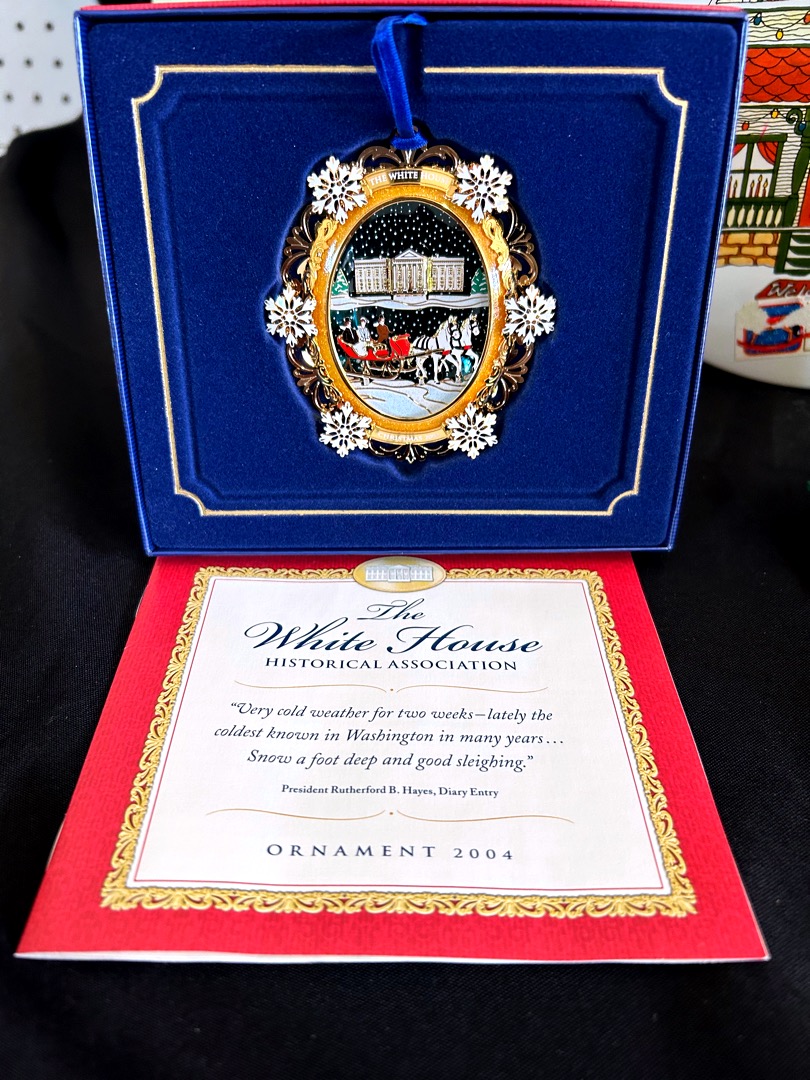 THE WHITE HOUSE
CHRISTMAS
The
White House
HISTORICAL ASSOCIATION
“Very cold weather for two weeks—lately the
coldest known in Washington in many years...
Snow a foot deep and good sleighing.”
President Rutherford B. Hayes, Diary Entry
ORNAMENT 2004